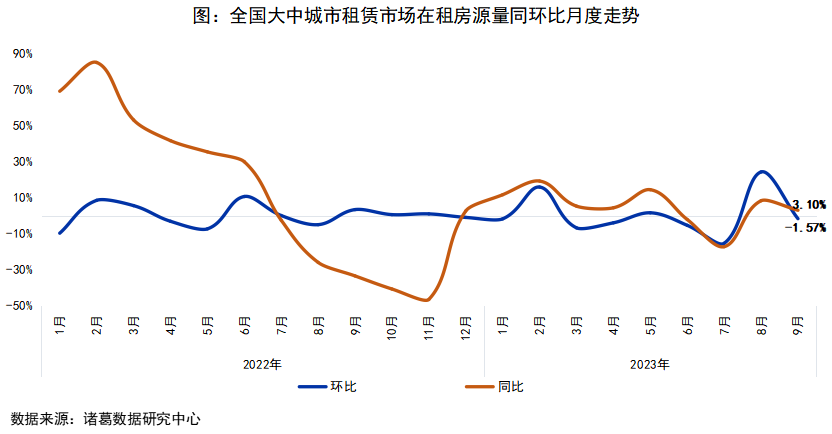 图：全国大中城市租赁市场在租房源量同环比月度走势
90%
70%
50%
30%
10%
-10%
-30%
-50%
3.10%
-1.57%
1月 2月 3月 4月 5月 6月 7月 8月 9月 10月 11月 12月 1月 2月 3月 4月 5月 6月 7月 8月 9月
2022年 2023年
环比 同比
数据来源：诸葛数据研究中心